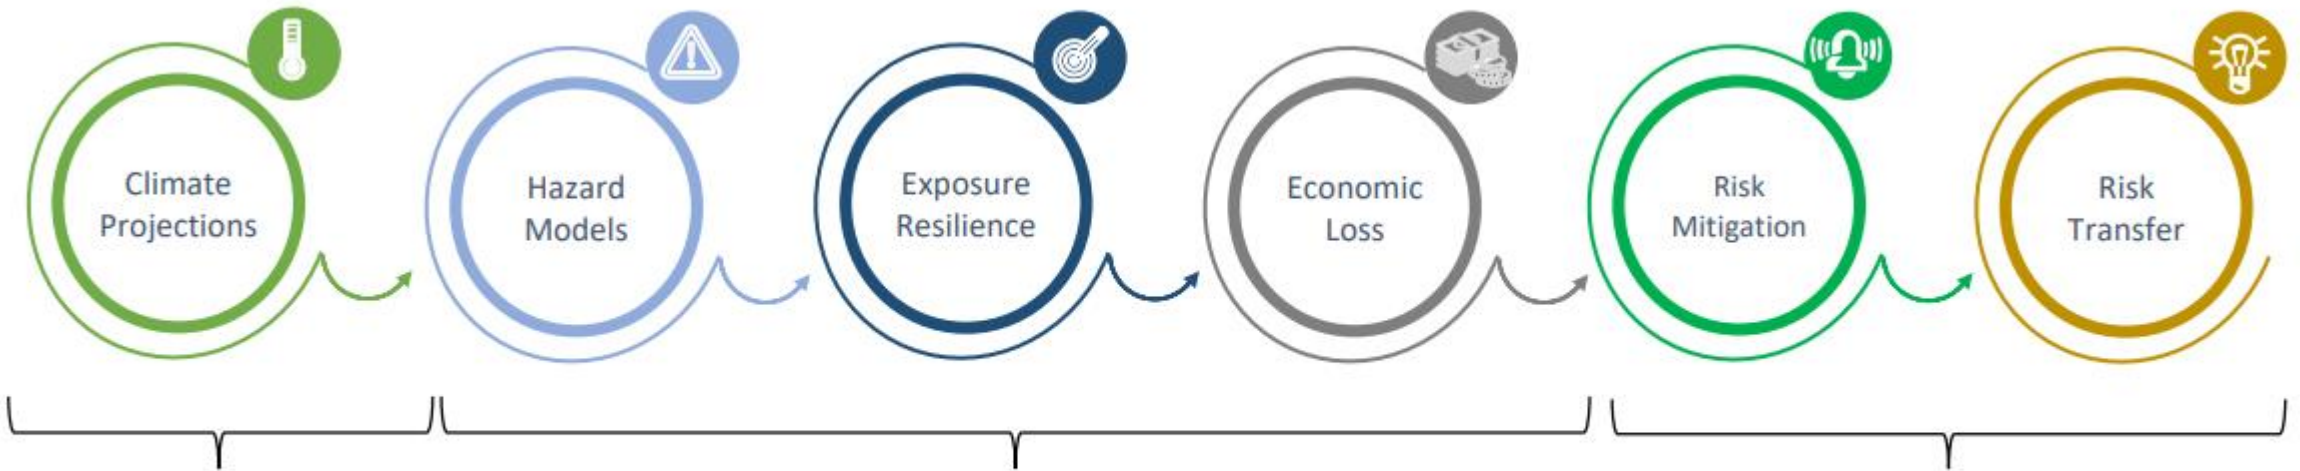 Climate
Projections
Hazard
Models
Exposure
Resilience
Economic
Loss
Risk
Mitigation
Risk
Transfer